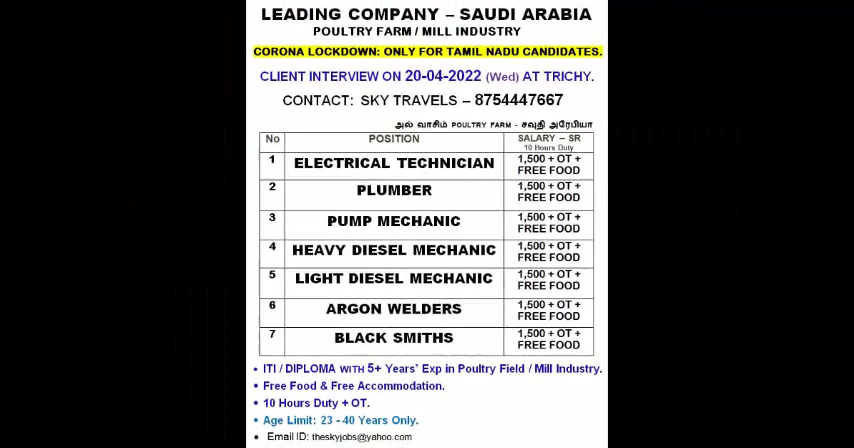 LEADING COMPANY – SAUDI ARABIA
POULTRY FARM / MILL INDUSTRY
CORONA LOCKDOWN: ONLY FOR TAMIL NADU CANDIDATES.
CLIENT INTERVIEW ON 20-04-2022 (Wed) AT TRICHY.
CONTACT: SKY TRAVELS – 8754447667
அல் வாசிம் POULTRY FARM - சவுதி அரேபியா
No POSITION SALARY – SR
10 Hours Duty
1 ELECTRICAL TECHNICIAN 1,500 + OT +
FREE FOOD
2 PLUMBER 1,500 + OT +
FREE FOOD
3 PUMP MECHANIC 1,500 + OT +
FREE FOOD
4 HEAVY DIESEL MECHANIC 1,500 + OT +
FREE FOOD
5 LIGHT DIESEL MECHANIC 1,500 + OT +
FREE FOOD
6 ARGON WELDERS 1,500 + OT +
FREE FOOD
7 BLACK SMITHS 1,500 + OT +
FREE FOOD
• ITI / DIPLOMA WITH 5+ Years' Exp in Poultry Field / Mill Industry.
• Free Food & Free Accommodation.
• 10 Hours Duty + OT.
• Age Limit: 23 - 40 Years Only.
• Email ID: theskyjobs@yahoo.com